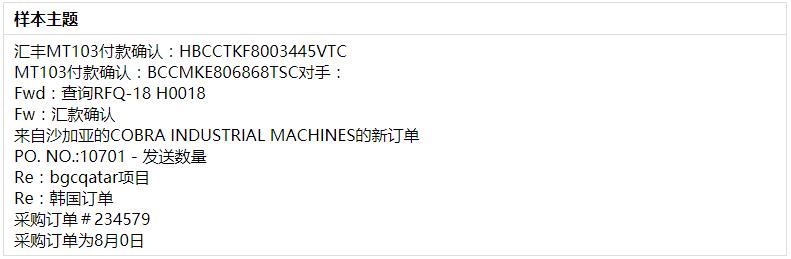 样本主题
汇丰MT103付款确认：HBCCTKF8003445VTC
MT103付款确认：BCCMKE806868TSC对手：
Fwd：查询RFQ-18 H0018
Fw：汇款确认
来自沙加亚的COBRA INDUSTRIAL MACHINES的新订单
PO. NO.:10701 - 发送数量
Re：bgcqatar项目
Re：韩国订单
采购订单＃234579
采购订单为8月0日